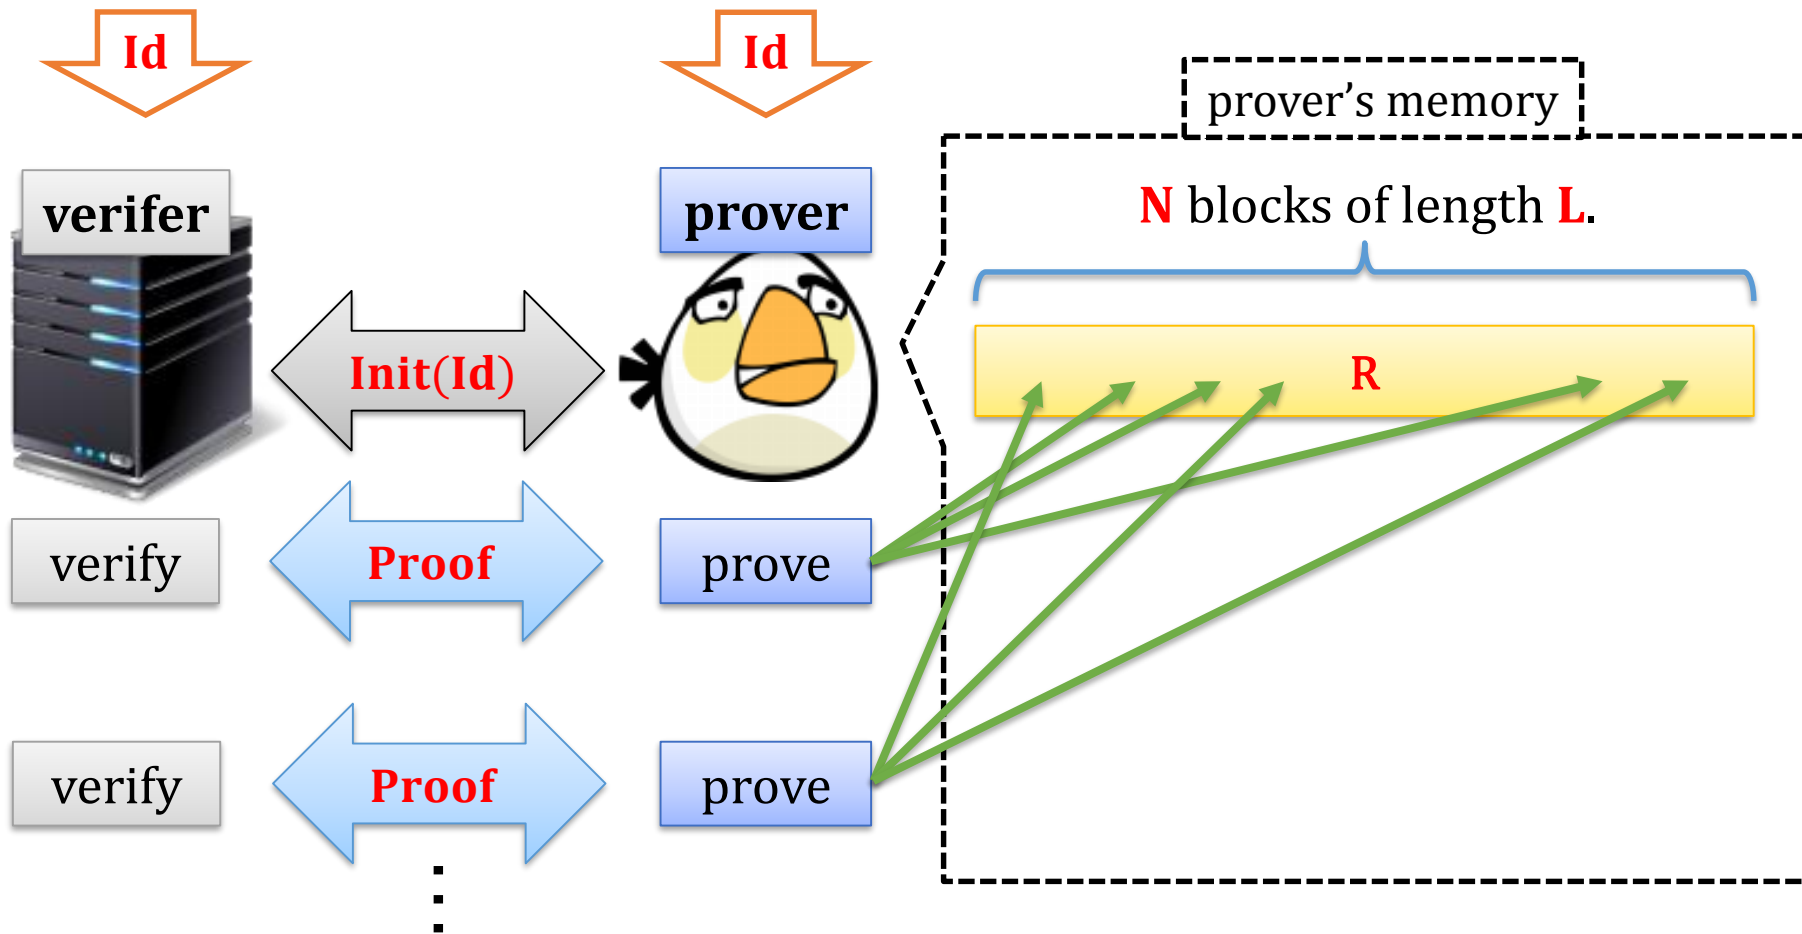 Id
Id
prover’s memory
verifer
prover
N blocks of length L.
Init(Id)
R
verify
Proof
prove
verify
Proof
prove
⋮